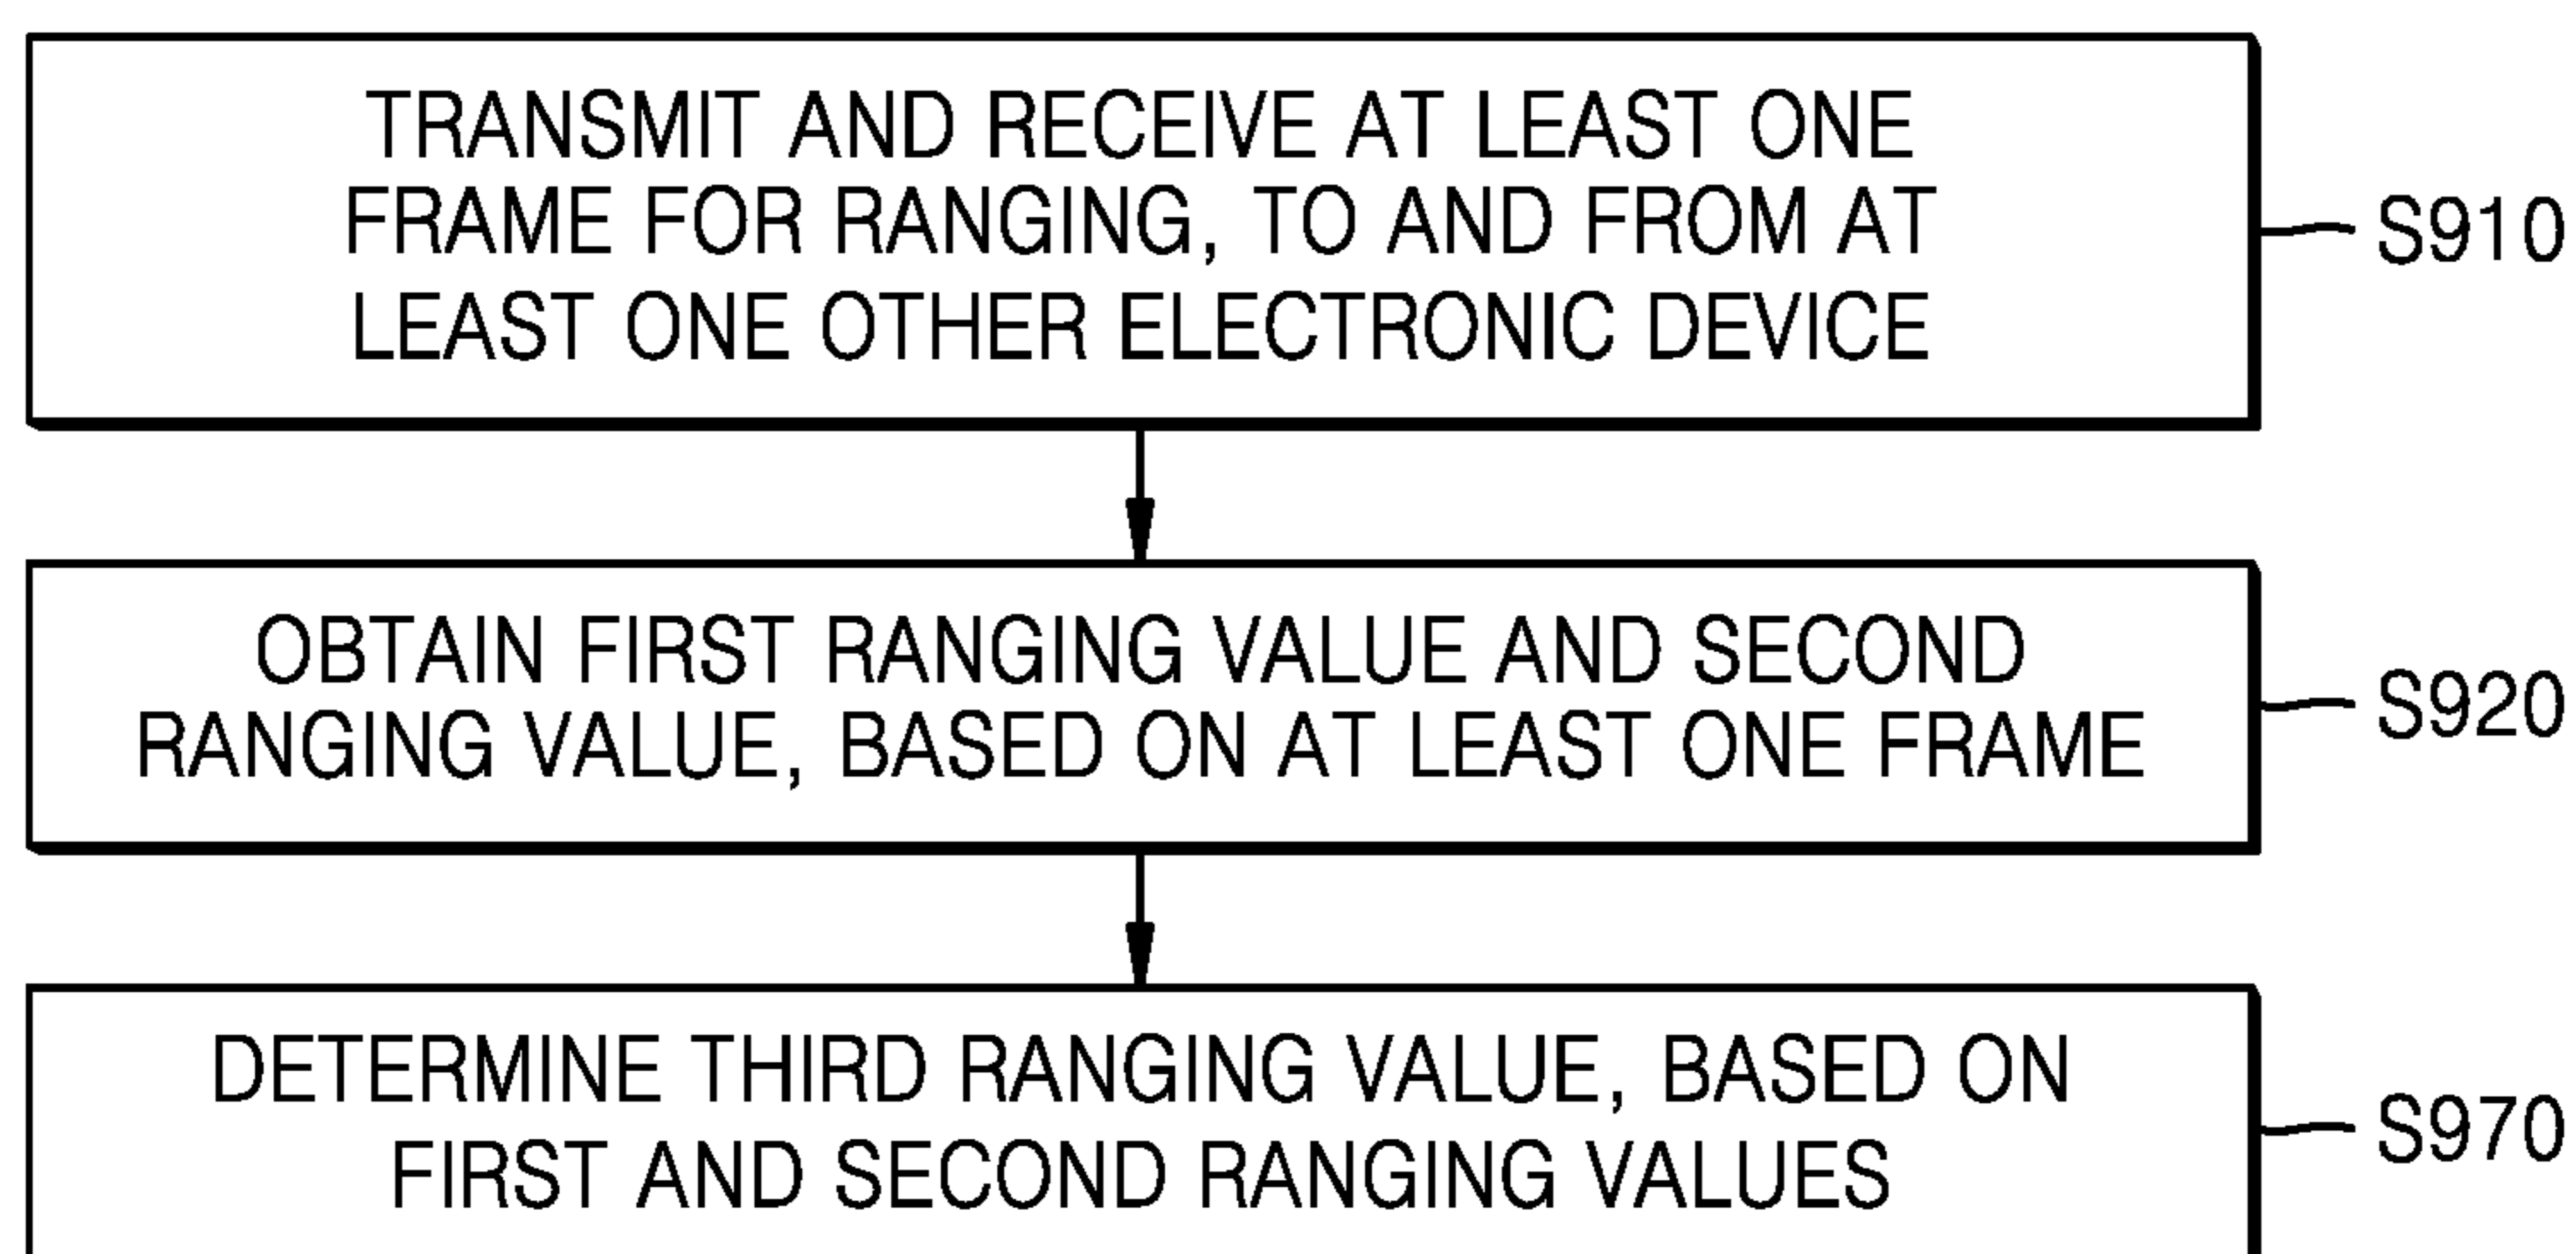 TRANSMIT AND RECEIVE AT LEAST ONE
FRAME FOR RANGING, TO AND FROM AT
LEAST ONE OTHER ELECTRONIC DEVICE
S910
OBTAIN FIRST RANGING VALUE AND SECOND
RANGING VALUE, BASED ON AT LEAST ONE FRAME
S920
DETERMINE THIRD RANGING VALUE, BASED ON
FIRST AND SECOND RANGING VALUES
S970